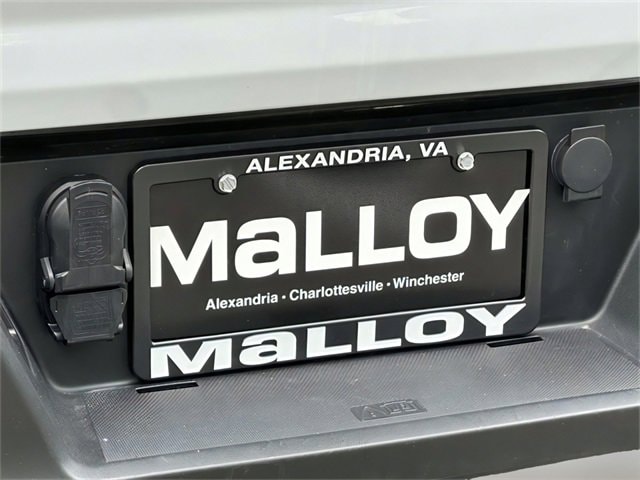 ALEXANDRIA, VA
MaLLOY
Alexandria • Charlottesville • Winchester
MaLLOY